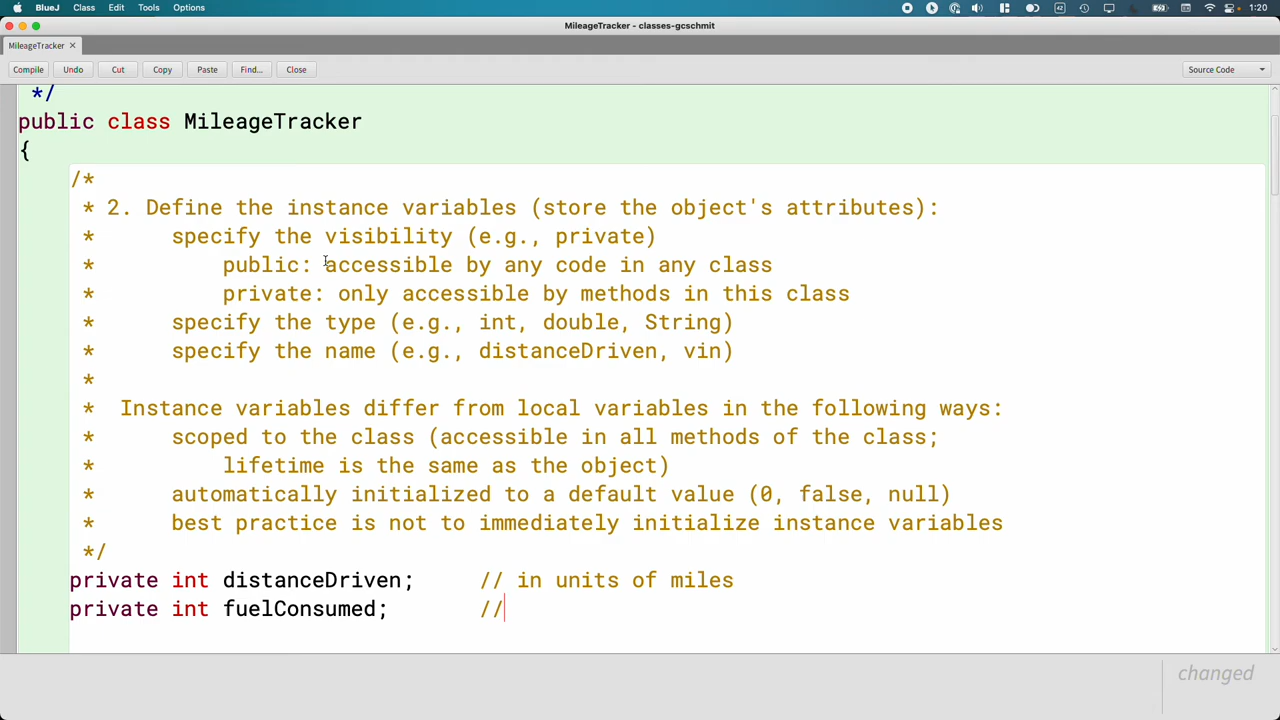 BlueJ Class Edit Tools Options 42 1:20
MileageTracker - classes-gcschmit
MileageTracker ×
Compile Undo Cut Copy Paste Find... Close Source Code
*/
public class MileageTracker
{
/*
* 2. Define the instance variables (store the object's attributes):
* specify the visibility (e.g., private)
* public: accessible by any code in any class
* private: only accessible by methods in this class
* specify the type (e.g., int, double, String)
* specify the name (e.g., distanceDriven, vin)
*
* Instance variables differ from local variables in the following ways:
* scoped to the class (accessible in all methods of the class;
* lifetime is the same as the object)
* automatically initialized to a default value (0, false, null)
* best practice is not to immediately initialize instance variables
*/
private int distanceDriven; // in units of miles
private int fuelConsumed; //
changed